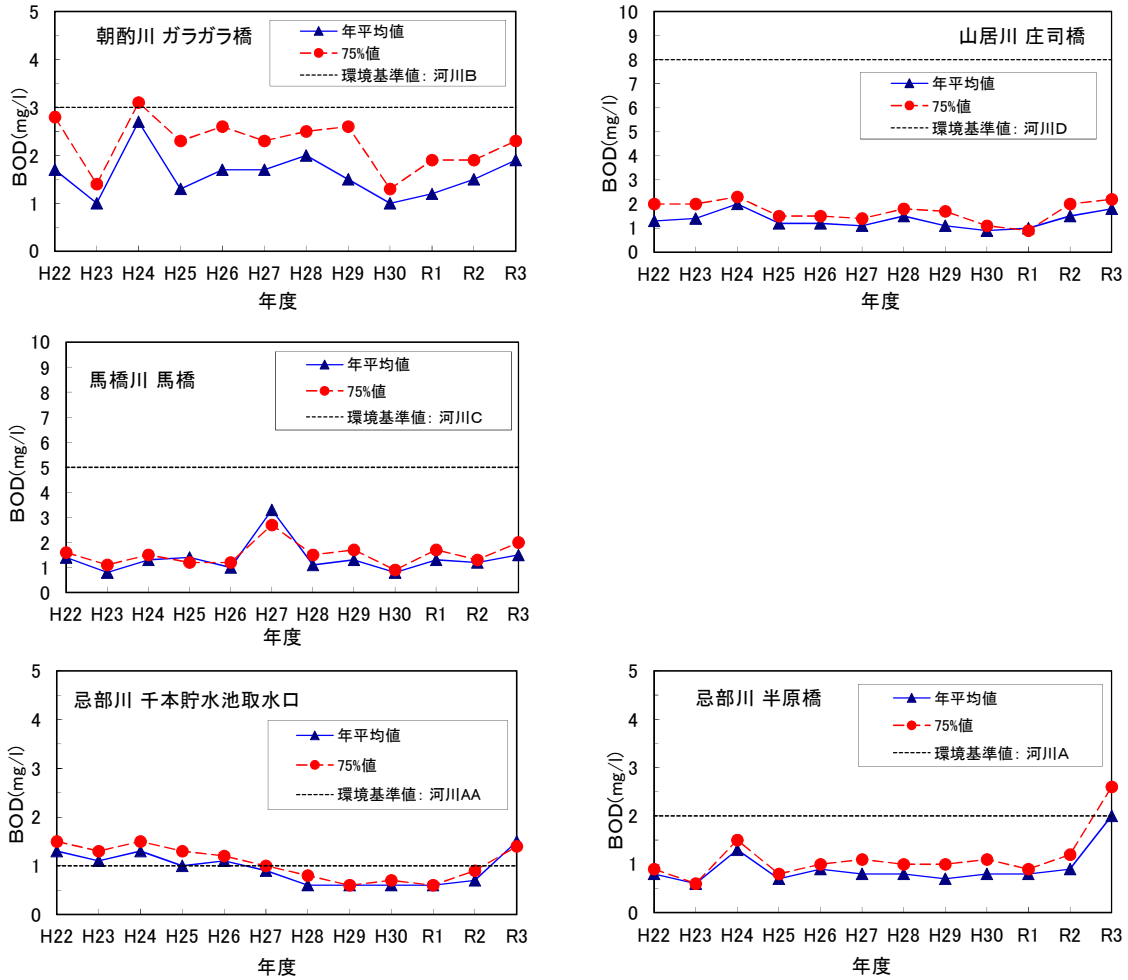 朝酌川 ガラガラ橋
年平均値
75%値
環境基準値: 河川B
BOD(mg/l)
5
4
3
2
1
0
H22 H23 H24 H25 H26 H27 H28 H29 H30 R1 R2 R3
年度
山居川 庄司橋
年平均値
75%値
環境基準値: 河川D
BOD(mg/l)
10
9
8
7
6
5
4
3
2
1
0
H22 H23 H24 H25 H26 H27 H28 H29 H30 R1 R2 R3
年度
馬橋川 馬橋
年平均値
75%値
環境基準値: 河川C
BOD(mg/l)
10
9
8
7
6
5
4
3
2
1
0
H22 H23 H24 H25 H26 H27 H28 H29 H30 R1 R2 R3
年度
忌部川 千本貯水池取水口
年平均値
75%値
環境基準値: 河川AA
BOD(mg/l)
5
4
3
2
1
0
H22 H23 H24 H25 H26 H27 H28 H29 H30 R1 R2 R3
年度
忌部川 半原橋
年平均値
75%値
環境基準値: 河川A
BOD(mg/l)
5
4
3
2
1
0
H22 H23 H24 H25 H26 H27 H28 H29 H30 R1 R2 R3
年度